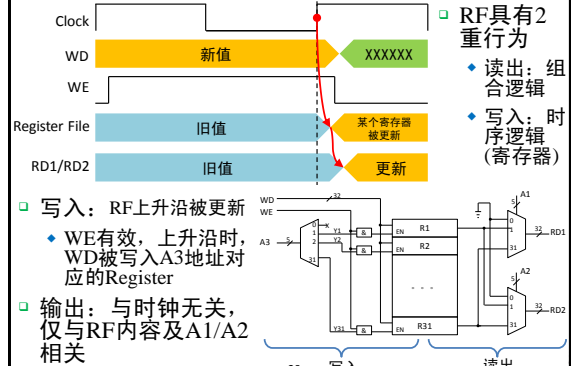 Clock
WD
新值
XXXXXX
WE
Register File
旧值
某个寄存器
被更新
RD1/RD2
旧值
更新
RF具有2
重行为
读出：组
合逻辑
写入：时
序逻辑
(寄存器)
写入：RF上升沿被更新
WE有效，上升沿时，
WD被写入A3地址对
应的Register
输出：与时钟无关，
仅与RF内容及A1/A2
相关
WD
32
WE
A3
5
0
1
2
31
X
Y1
Y2
Y31
&
&
&
EN
R1
EN
R2
. . .
EN
R31
5
A1
0
1
31
32
RD1
5
A2
0
1
31
32
RD2
写入
读出